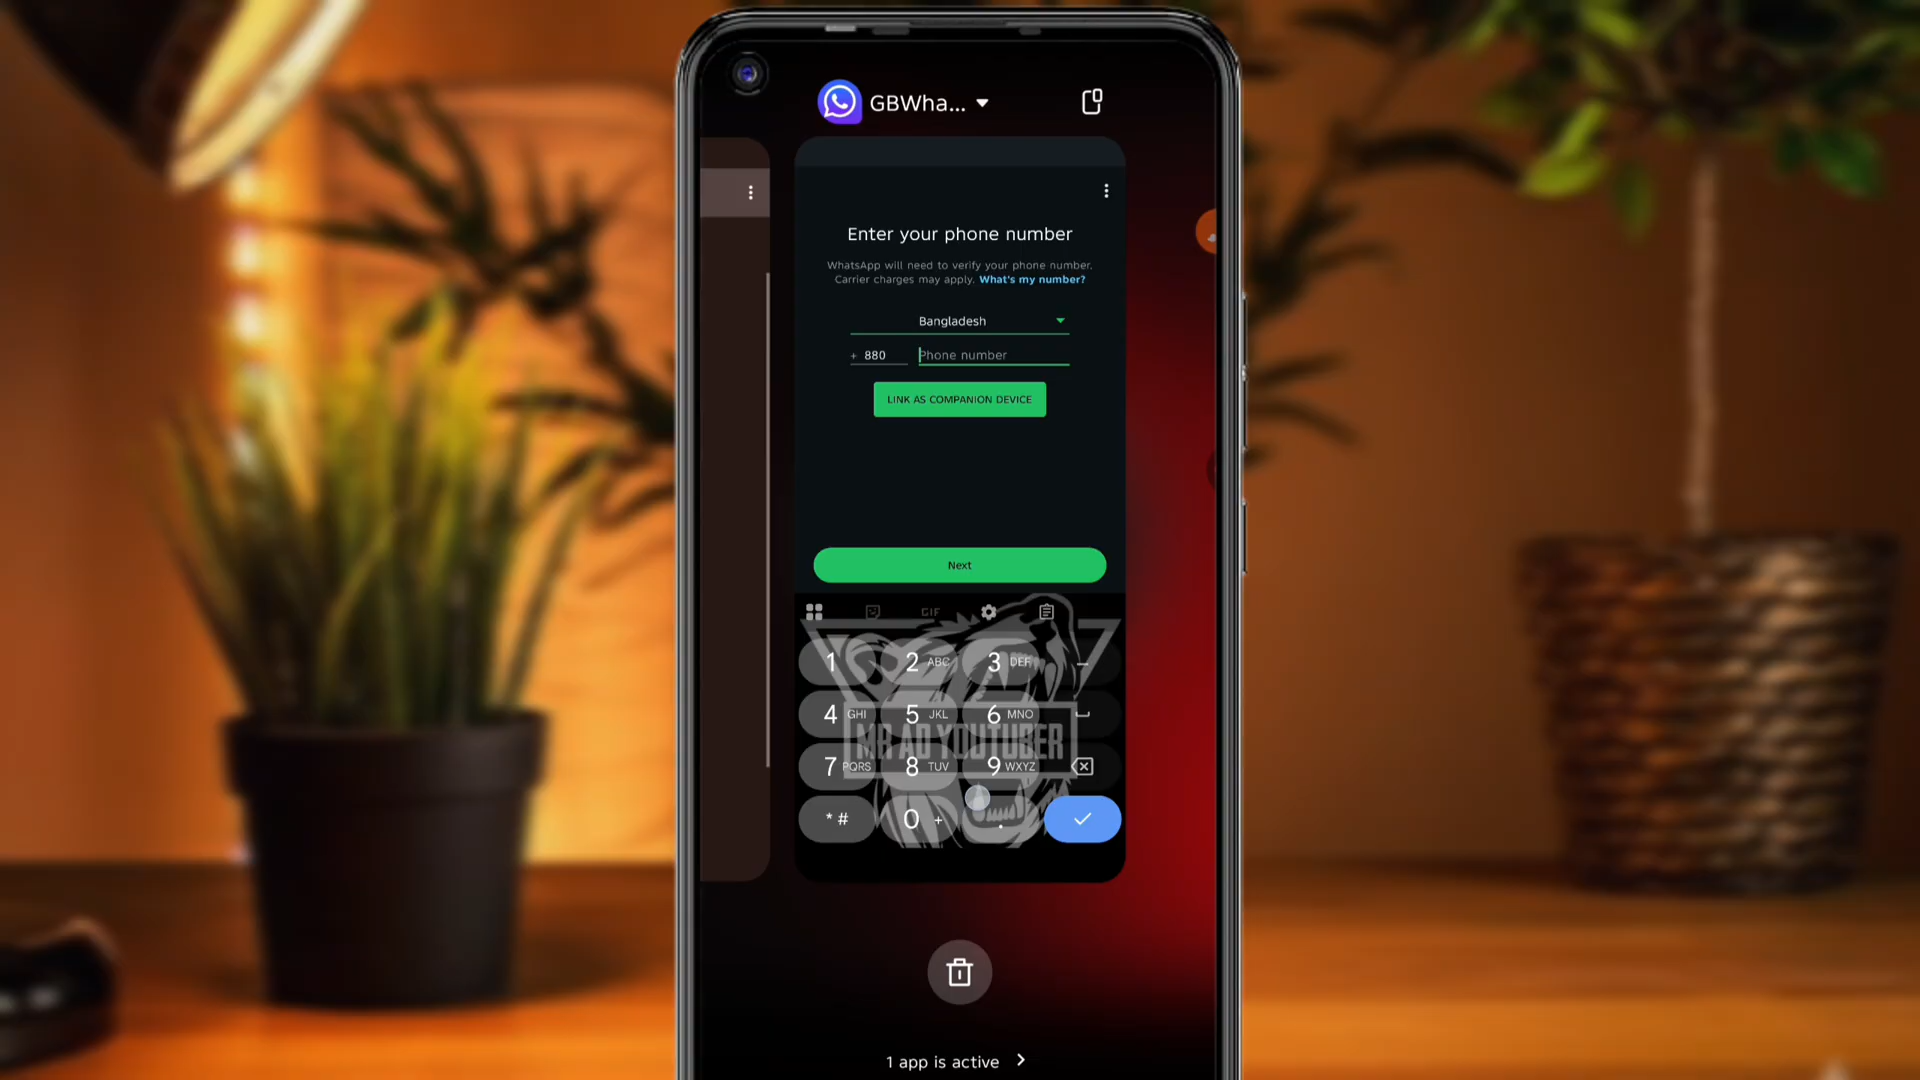 GBWha...
Enter your phone number
WhatsApp will need to verify your phone number.
Carrier charges may apply. What's my number?
Bangladesh
+ 880 Phone number
LINK AS COMPANION DEVICE
Next
GIF
1 2 ABC 3 DEF -
4 GHI 5 JKL 6 MNO
MR AO YOUTUBER
7 PQRS 8 TUV 9 WXYZ
* # 0 + .
1 app is active >